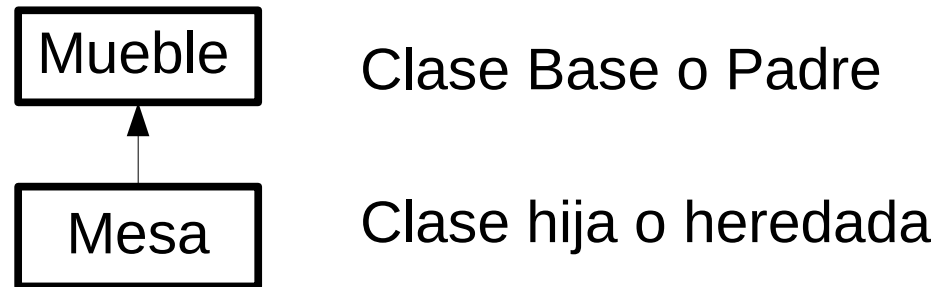 Mueble
Clase Base o Padre
Mesa
Clase hija o heredada